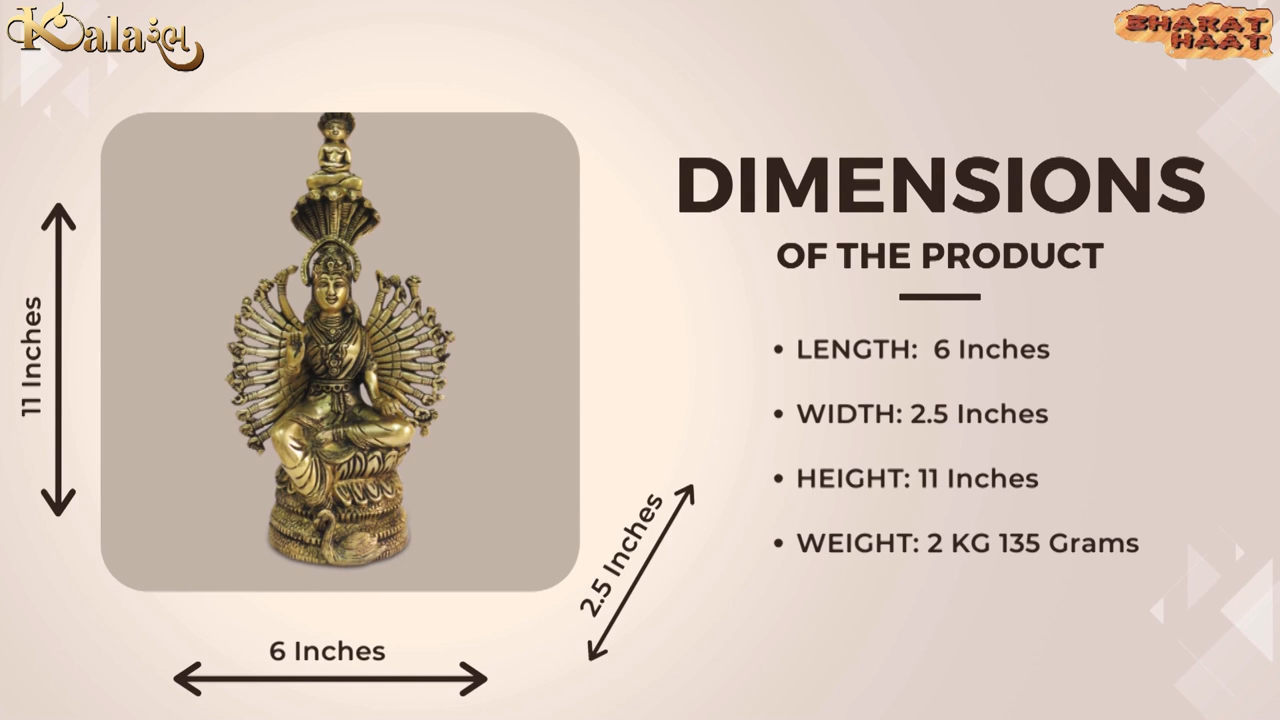 Kalaરંભ
BHARAT
HAAT
DIMENSIONS
OF THE PRODUCT
• LENGTH: 6 Inches
• WIDTH: 2.5 Inches
• HEIGHT: 11 Inches
• WEIGHT: 2 KG 135 Grams
11 Inches
2.5 Inches
6 Inches